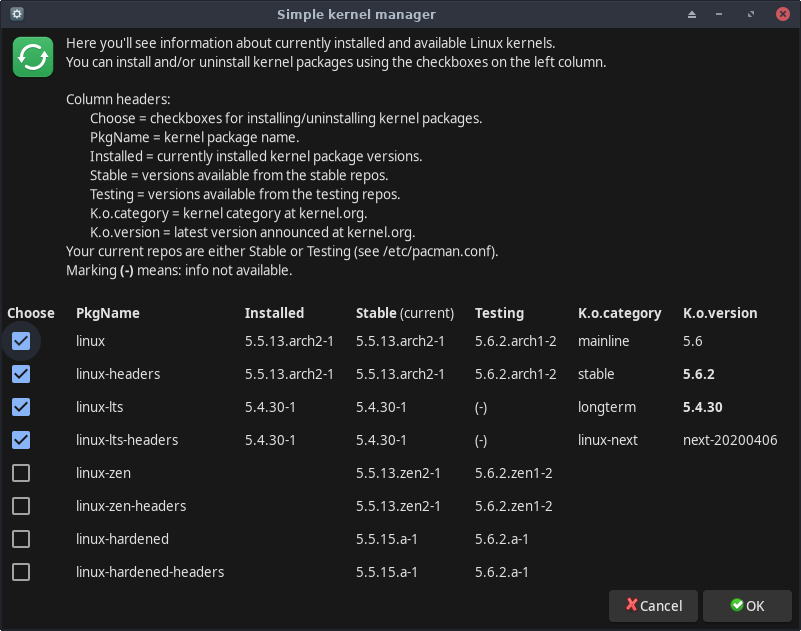 Simple kernel manager
Here you'll see information about currently installed and available Linux kernels.
You can install and/or uninstall kernel packages using the checkboxes on the left column.
Column headers:
Choose = checkboxes for installing/uninstalling kernel packages.
PkgName = kernel package name.
Installed = currently installed kernel package versions.
Stable = versions available from the stable repos.
Testing = versions available from the testing repos.
K.o.category = kernel category at kernel.org.
K.o.version = latest version announced at kernel.org.
Your current repos are either Stable or Testing (see /etc/pacman.conf).
Marking (-) means: info not available.
Choose PkgName Installed Stable (current) Testing K.o.category K.o.version
linux 5.5.13.arch2-1 5.5.13.arch2-1 5.6.2.arch1-2 mainline 5.6
linux-headers 5.5.13.arch2-1 5.5.13.arch2-1 5.6.2.arch1-2 stable 5.6.2
linux-lts 5.4.30-1 5.4.30-1 (-) longterm 5.4.30
linux-lts-headers 5.4.30-1 5.4.30-1 (-) linux-next next-20200406
linux-zen 5.5.13.zen2-1 5.6.2.zen1-2
linux-zen-headers 5.5.13.zen2-1 5.6.2.zen1-2
linux-hardened 5.5.15.a-1 5.6.2.a-1
linux-hardened-headers 5.5.15.a-1 5.6.2.a-1
Cancel OK